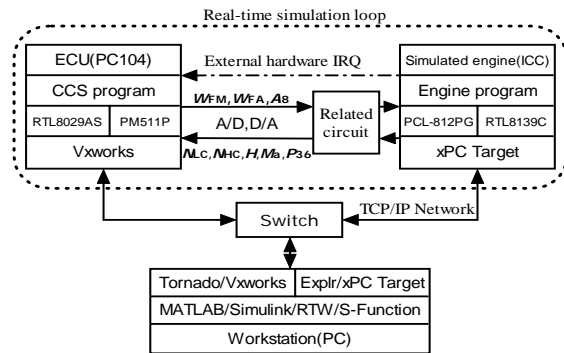 Real-time simulation loop
ECU(PC104)
CCS program
RTL8029AS PM511P
Vxworks
External hardware IRQ
WFM, WFA, A8
A/D, D/A
NLC, NHC, H, Ma, P36
Related
circuit
Simulated engine(ICC)
Engine program
PCL-812PG RTL8139C
xPC Target
Switch
TCP/IP Network
Tornado/Vxworks Explr/xPC Target
MATLAB/Simulink/RTW/S-Function
Workstation(PC)